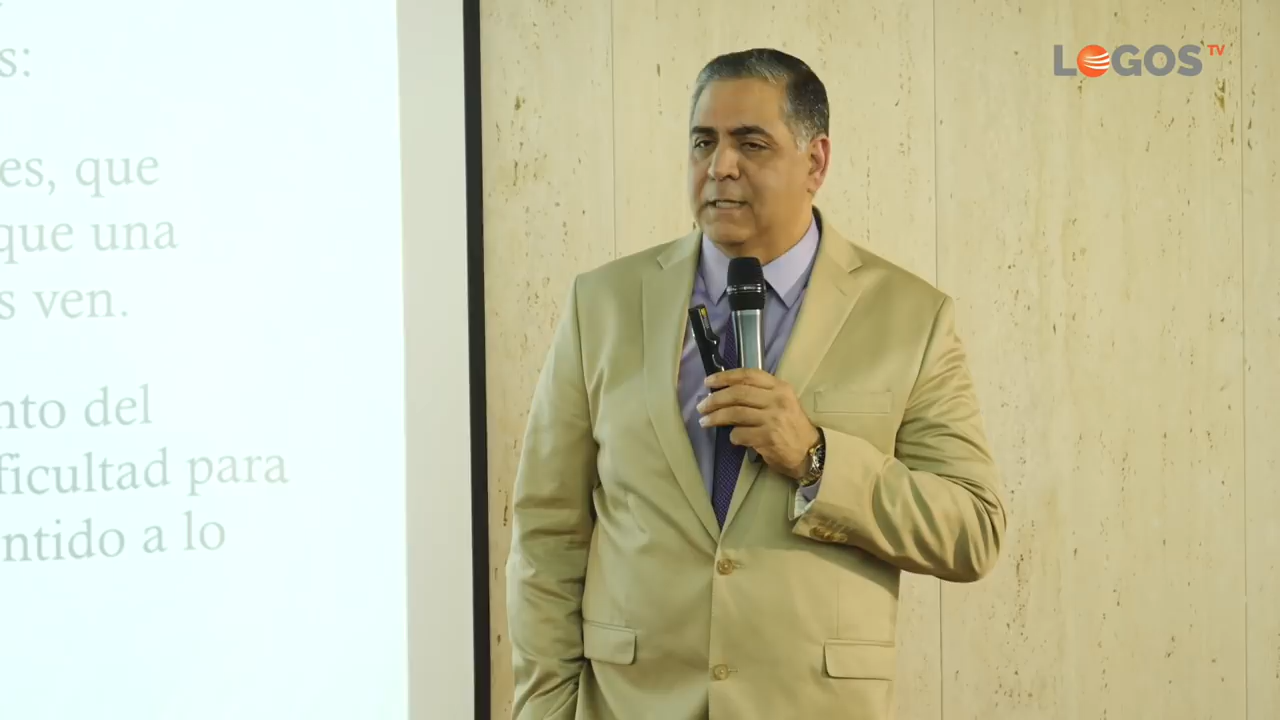 s:
es, que
que una
s ven.
nto del
ficultad para
ntido a lo
LOGOS TV